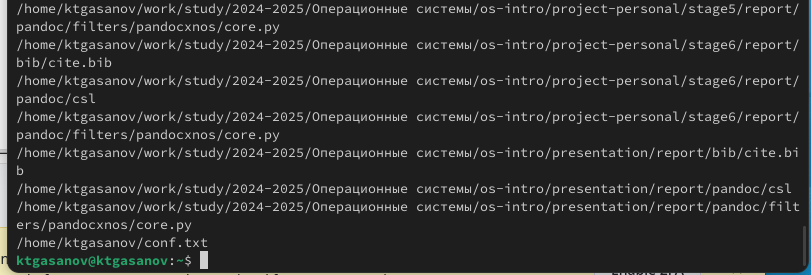 /home/ktgasanov/work/study/2024-2025/Операционные системы/os-intro/project-personal/stage5/report/
pandoc/filters/pandocxnos/core.py
/home/ktgasanov/work/study/2024-2025/Операционные системы/os-intro/project-personal/stage6/report/
bib/cite.bib
/home/ktgasanov/work/study/2024-2025/Операционные системы/os-intro/project-personal/stage6/report/
pandoc/csl
/home/ktgasanov/work/study/2024-2025/Операционные системы/os-intro/project-personal/stage6/report/
pandoc/filters/pandocxnos/core.py
/home/ktgasanov/work/study/2024-2025/Операционные системы/os-intro/presentation/report/bib/cite.bi
b
/home/ktgasanov/work/study/2024-2025/Операционные системы/os-intro/presentation/report/pandoc/csl
/home/ktgasanov/work/study/2024-2025/Операционные системы/os-intro/presentation/report/pandoc/filt
ers/pandocxnos/core.py
/home/ktgasanov/conf.txt
ktgasanov@ktgasanov:~$